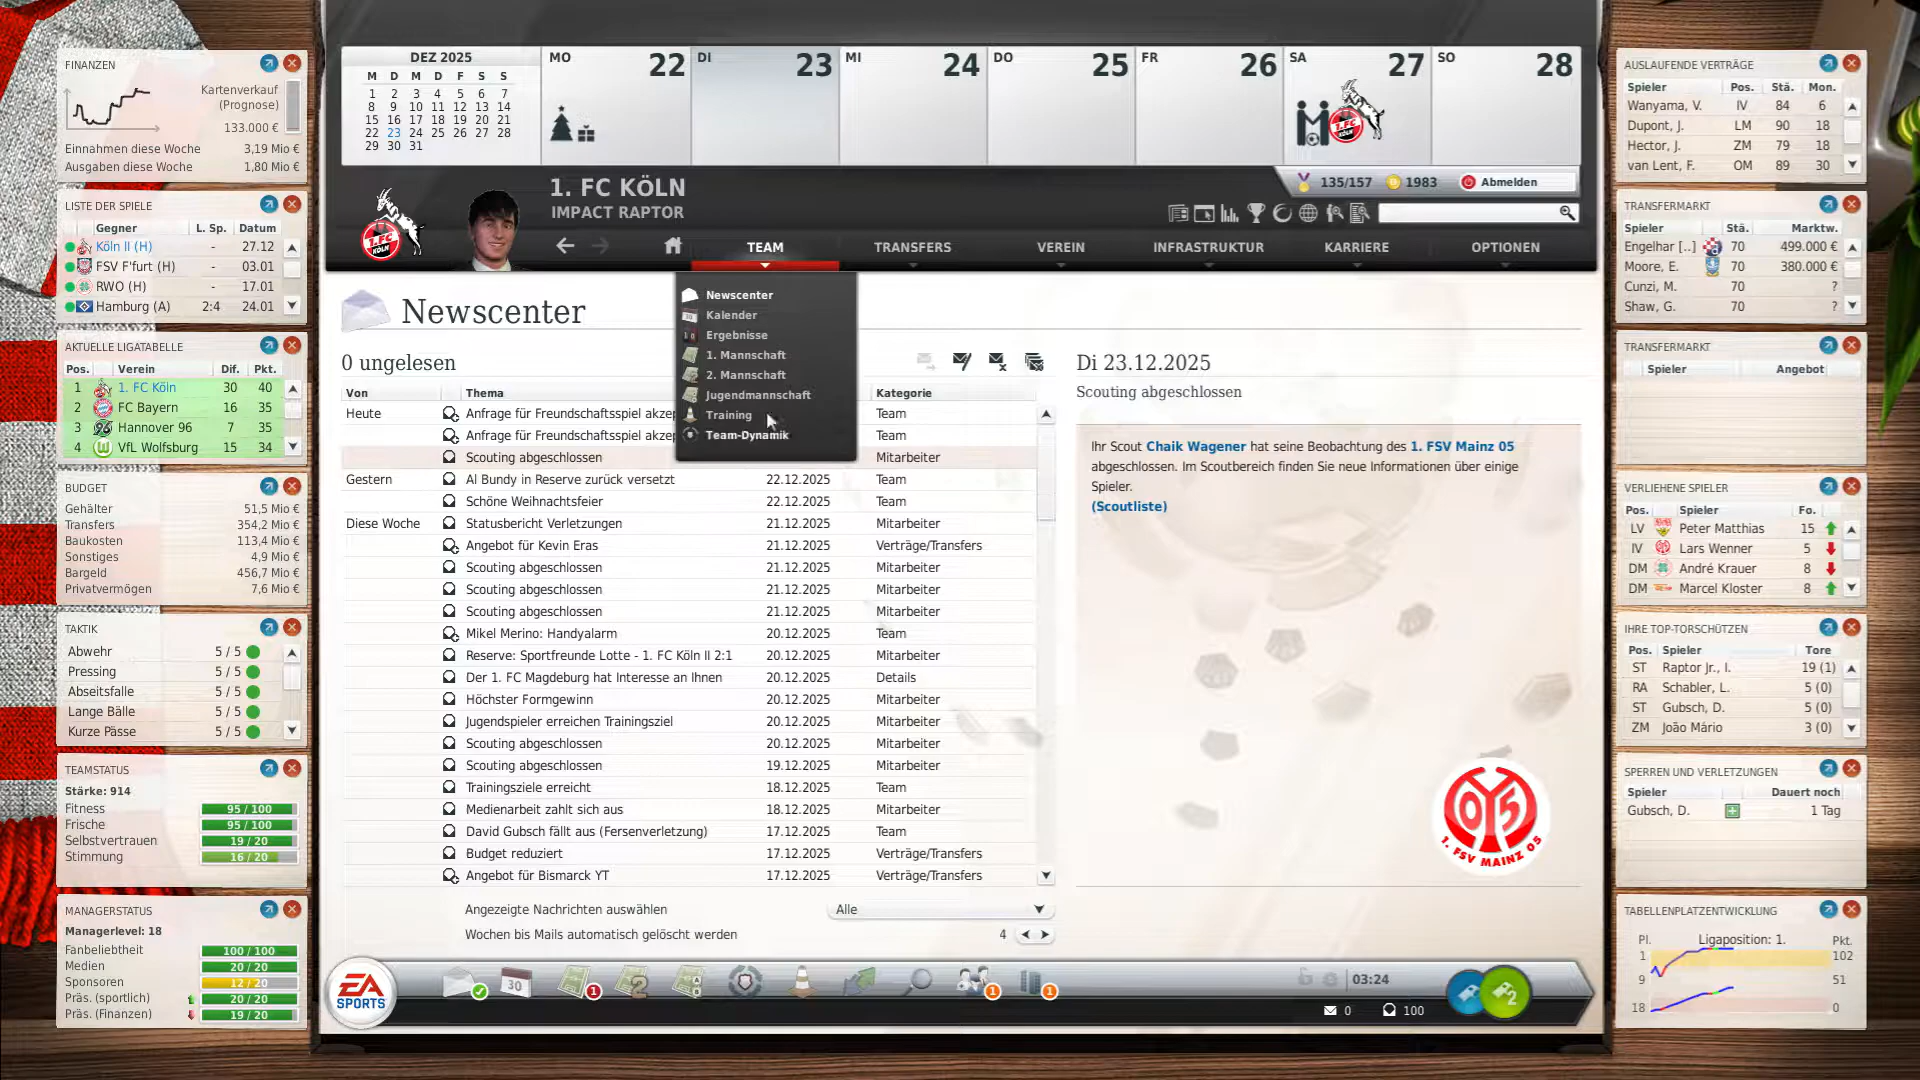 FINANZEN
Kartenverkauf
(Prognose)
133.000 €
Einnahmen diese Woche 3,19 Mio €
Ausgaben diese Woche 1,80 Mio €
LISTE DER SPIELE
Gegner L. Sp. Datum
Köln II (H) - 27.12
FSV F'furt (H) - 03.01
RWO (H) - 17.01
Hamburg (A) 2:4 24.01
AKTUELLE LIGATABELLE
Pos. Verein Dif. Pkt.
1 1. FC Köln 30 40
2 FC Bayern 16 35
3 Hannover 96 7 35
4 VfL Wolfsburg 15 34
BUDGET
Gehälter 51,5 Mio €
Transfers 354,2 Mio €
Baukosten 113,4 Mio €
Sonstiges 4,9 Mio €
Bargeld 456,7 Mio €
Privatvermögen 7,6 Mio €
TAKTIK
Abwehr 5 / 5
Pressing 5 / 5
Abseitsfalle 5 / 5
Lange Bälle 5 / 5
Kurze Pässe 5 / 5
TEAMSTATUS
Stärke: 914
Fitness 95 / 100
Frische 95 / 100
Selbstvertrauen 19 / 20
Stimmung 16 / 20
MANAGERSTATUS
Managerlevel: 18
Fanbeliebtheit 100 / 100
Medien 20 / 20
Sponsoren 12 / 20
Präs. (sportlich) 20 / 20
Präs. (Finanzen) 19 / 20
DEZ 2025
M D M D F S S
1 2 3 4 5 6 7
8 9 10 11 12 13 14
15 16 17 18 19 20 21
22 23 24 25 26 27 28
29 30 31
MO 22 DI 23 MI 24 DO 25 FR 26 SA 27 SO 28
1.FC KÖLN
135/157 1983 Abmelden
1. FC KÖLN
IMPACT RAPTOR
1.FC KÖLN
TEAM TRANSFERS VEREIN INFRASTRUKTUR KARRIERE OPTIONEN
Newscenter
Kalender
Ergebnisse
1. Mannschaft
2. Mannschaft
Jugendmannschaft
Training
Team-Dynamik
Newscenter
0 ungelesen
Von Thema Kategorie
Heute Anfrage für Freundschaftsspiel akzep Team
Anfrage für Freundschaftsspiel akzep Team
Scouting abgeschlossen Mitarbeiter
Gestern Al Bundy in Reserve zurück versetzt 22.12.2025 Team
Schöne Weihnachtsfeier 22.12.2025 Team
Diese Woche Statusbericht Verletzungen 21.12.2025 Mitarbeiter
Angebot für Kevin Eras 21.12.2025 Verträge/Transfers
Scouting abgeschlossen 21.12.2025 Mitarbeiter
Scouting abgeschlossen 21.12.2025 Mitarbeiter
Scouting abgeschlossen 21.12.2025 Mitarbeiter
Mikel Merino: Handyalarm 20.12.2025 Team
Reserve: Sportfreunde Lotte - 1. FC Köln II 2:1 20.12.2025 Mitarbeiter
Der 1. FC Magdeburg hat Interesse an Ihnen 20.12.2025 Details
Höchster Formgewinn 20.12.2025 Mitarbeiter
Jugendspieler erreichen Trainingsziel 20.12.2025 Mitarbeiter
Scouting abgeschlossen 20.12.2025 Mitarbeiter
Scouting abgeschlossen 19.12.2025 Mitarbeiter
Trainingsziele erreicht 18.12.2025 Team
Medienarbeit zahlt sich aus 18.12.2025 Mitarbeiter
David Gubsch fällt aus (Fersenverletzung) 17.12.2025 Team
Budget reduziert 17.12.2025 Verträge/Transfers
Angebot für Bismarck YT 17.12.2025 Verträge/Transfers
Angezeigte Nachrichten auswählen Alle
Wochen bis Mails automatisch gelöscht werden 4
Di 23.12.2025
Scouting abgeschlossen
Ihr Scout Chaik Wagener hat seine Beobachtung des 1. FSV Mainz 05
abgeschlossen. Im Scoutbereich finden Sie neue Informationen über einige
Spieler.
(Scoutliste)
1. FSV MAINZ 05
EA
SPORTS
30 1 2 1 1
03:24
0 100
2
AUSLAUFENDE VERTRÄGE
Spieler Pos. Stä. Mon.
Wanyama, V. IV 84 6
Dupont, J. LM 90 18
Hector, J. ZM 79 18
van Lent, F. OM 89 30
TRANSFERMARKT
Spieler Stä. Marktw.
Engelhar [..] 70 499.000 €
Moore, E. 70 380.000 €
Cunzi, M. 70 ?
Shaw, G. 70 ?
TRANSFERMARKT
Spieler Angebot
VERLIEHENE SPIELER
Pos. Spieler Fo.
LV Peter Matthias 15
IV Lars Wenner 5
DM André Krauer 8
DM Marcel Kloster 8
IHRE TOP-TORSCHÜTZEN
Pos. Spieler Tore
ST Raptor Jr., I. 19 (1)
RA Schabler, L. 5 (0)
ST Gubsch, D. 5 (0)
ZM João Mário 3 (0)
SPERREN UND VERLETZUNGEN
Spieler Dauert noch
Gubsch, D. 1 Tag
TABELLENPLATZENTWICKLUNG
Pl. Ligaposition: 1. Pkt.
1 102
9 51
18 0